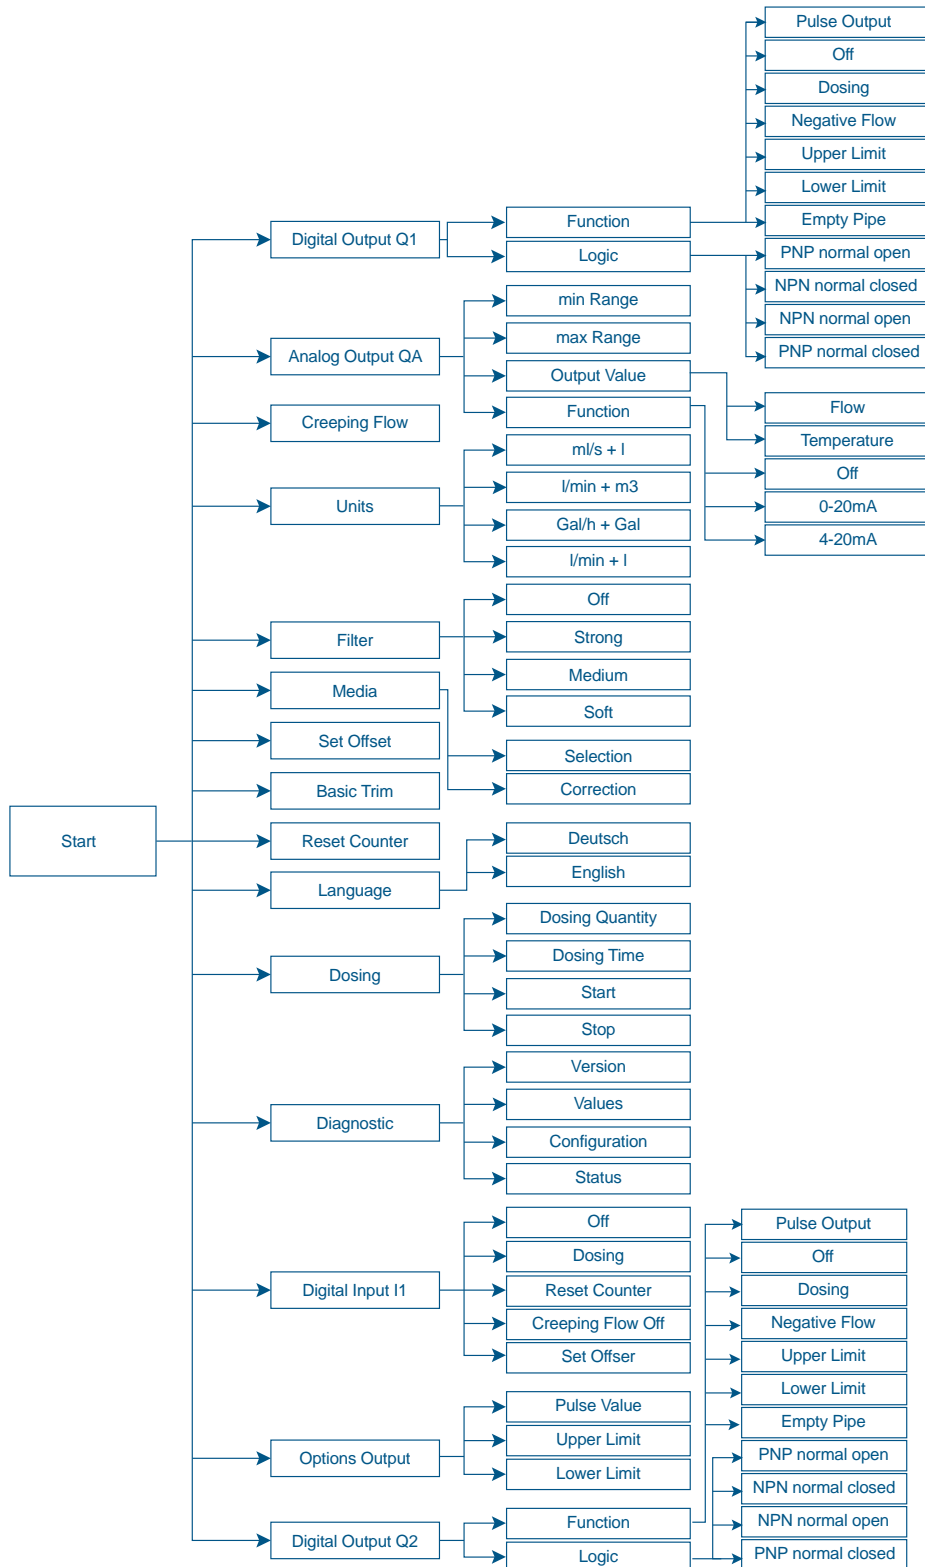 Pulse Output
Off
Dosing
Negative Flow
Upper Limit
Lower Limit
Digital Output Q1
Function
Empty Pipe
Logic
PNP normal open
NPN normal closed
min Range
NPN normal open
Analog Output QA
max Range
PNP normal closed
Output Value
Creeping Flow
Function
Flow
ml/s + l
Temperature
Off
Units
l/min + m3
0-20mA
Gal/h + Gal
4-20mA
l/min + l
Off
Filter
Strong
Medium
Media
Soft
Set Offset
Selection
Basic Trim
Correction
Start
Reset Counter
Deutsch
Language
English
Dosing Quantity
Dosing
Dosing Time
Start
Stop
Version
Values
Diagnostic
Configuration
Status
Off
Pulse Output
Dosing
Off
Digital Input I1
Reset Counter
Dosing
Creeping Flow Off
Negative Flow
Set Offser
Upper Limit
Lower Limit
Pulse Value
Empty Pipe
Options Output
Upper Limit
PNP normal open
Lower Limit
NPN normal closed
Digital Output Q2
Function
NPN normal open
Logic
PNP normal closed